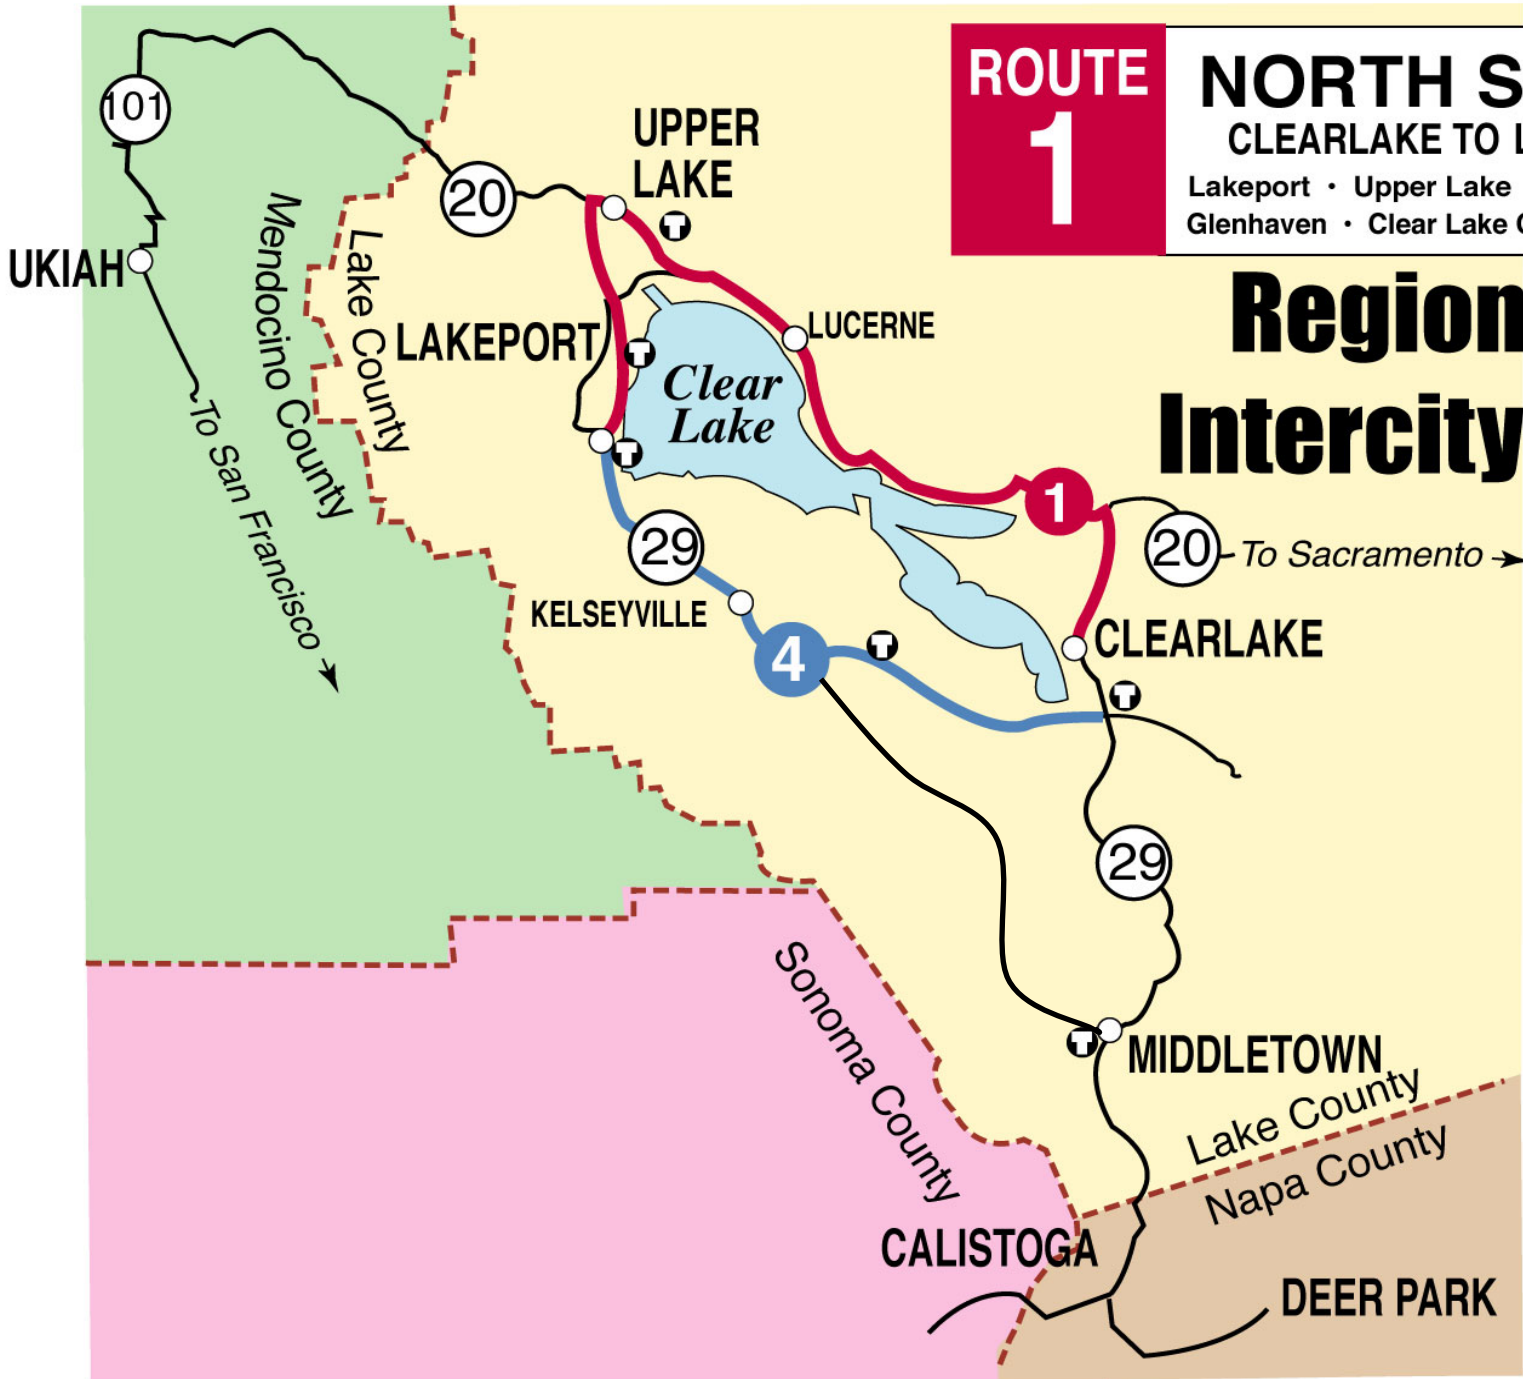 ROUTE
1
NORTH S
CLEARLAKE TO L
Lakeport • Upper Lake
Glenhaven • Clear Lake
Region
Intercity
101
20
UPPER
LAKE
T
UKIAH
Mendocino County
Lake County
LAKEPORT
T
LUCERNE
Clear
Lake
T
To San Francisco
1
20
To Sacramento
29
KELSEYVILLE
4
T
CLEARLAKE
T
29
Sonoma County
T
MIDDLETOWN
Lake County
Napa County
CALISTOGA
DEER PARK